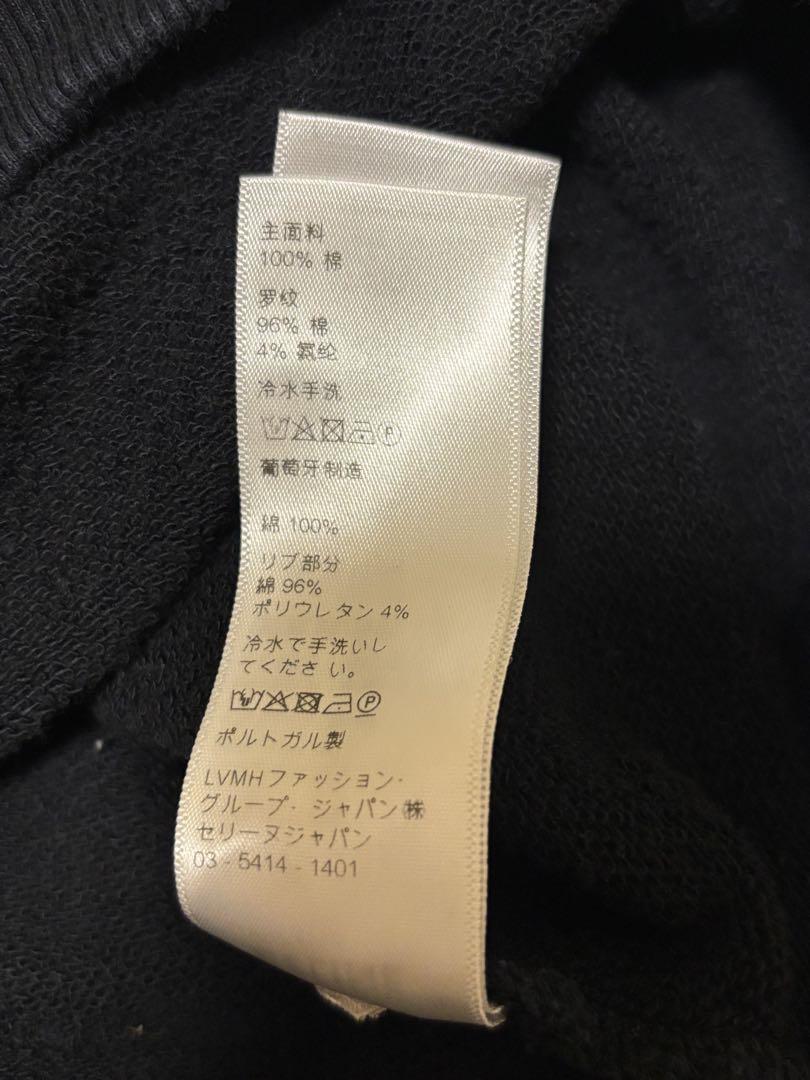 主面料
100% 棉
罗纹
96% 棉
4% 氨纶
冷水手洗
P
葡萄牙制造
綿 100%
リブ部分
綿 96%
ポリウレタン 4%
冷水で手洗いし
てくださ い。
P
ポルトガル製
LVMHファッション·
グループ· ジャパン㈱
セリーヌジャパン
03 - 5414 - 1401